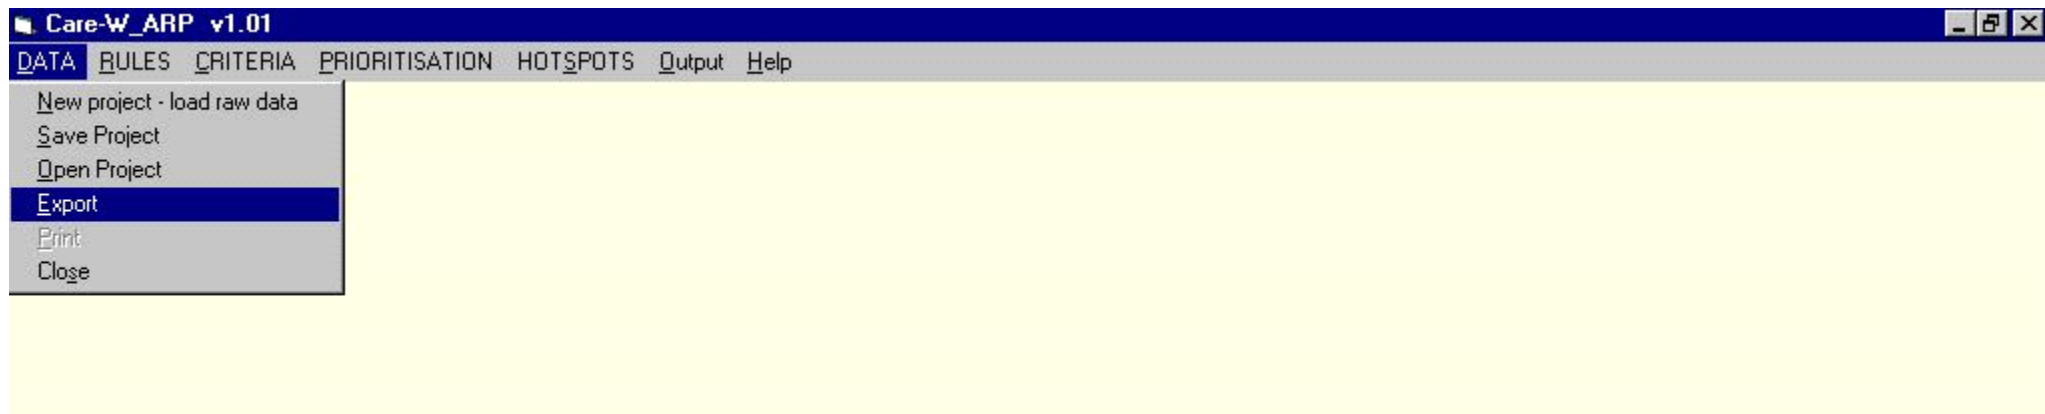 Care-W_ARP v1.01
DATA RULES CRITERIA PRIORITISATION HOTSPOTS Output Help
New project - load raw data
Save Project
Open Project
Export
Print
Close